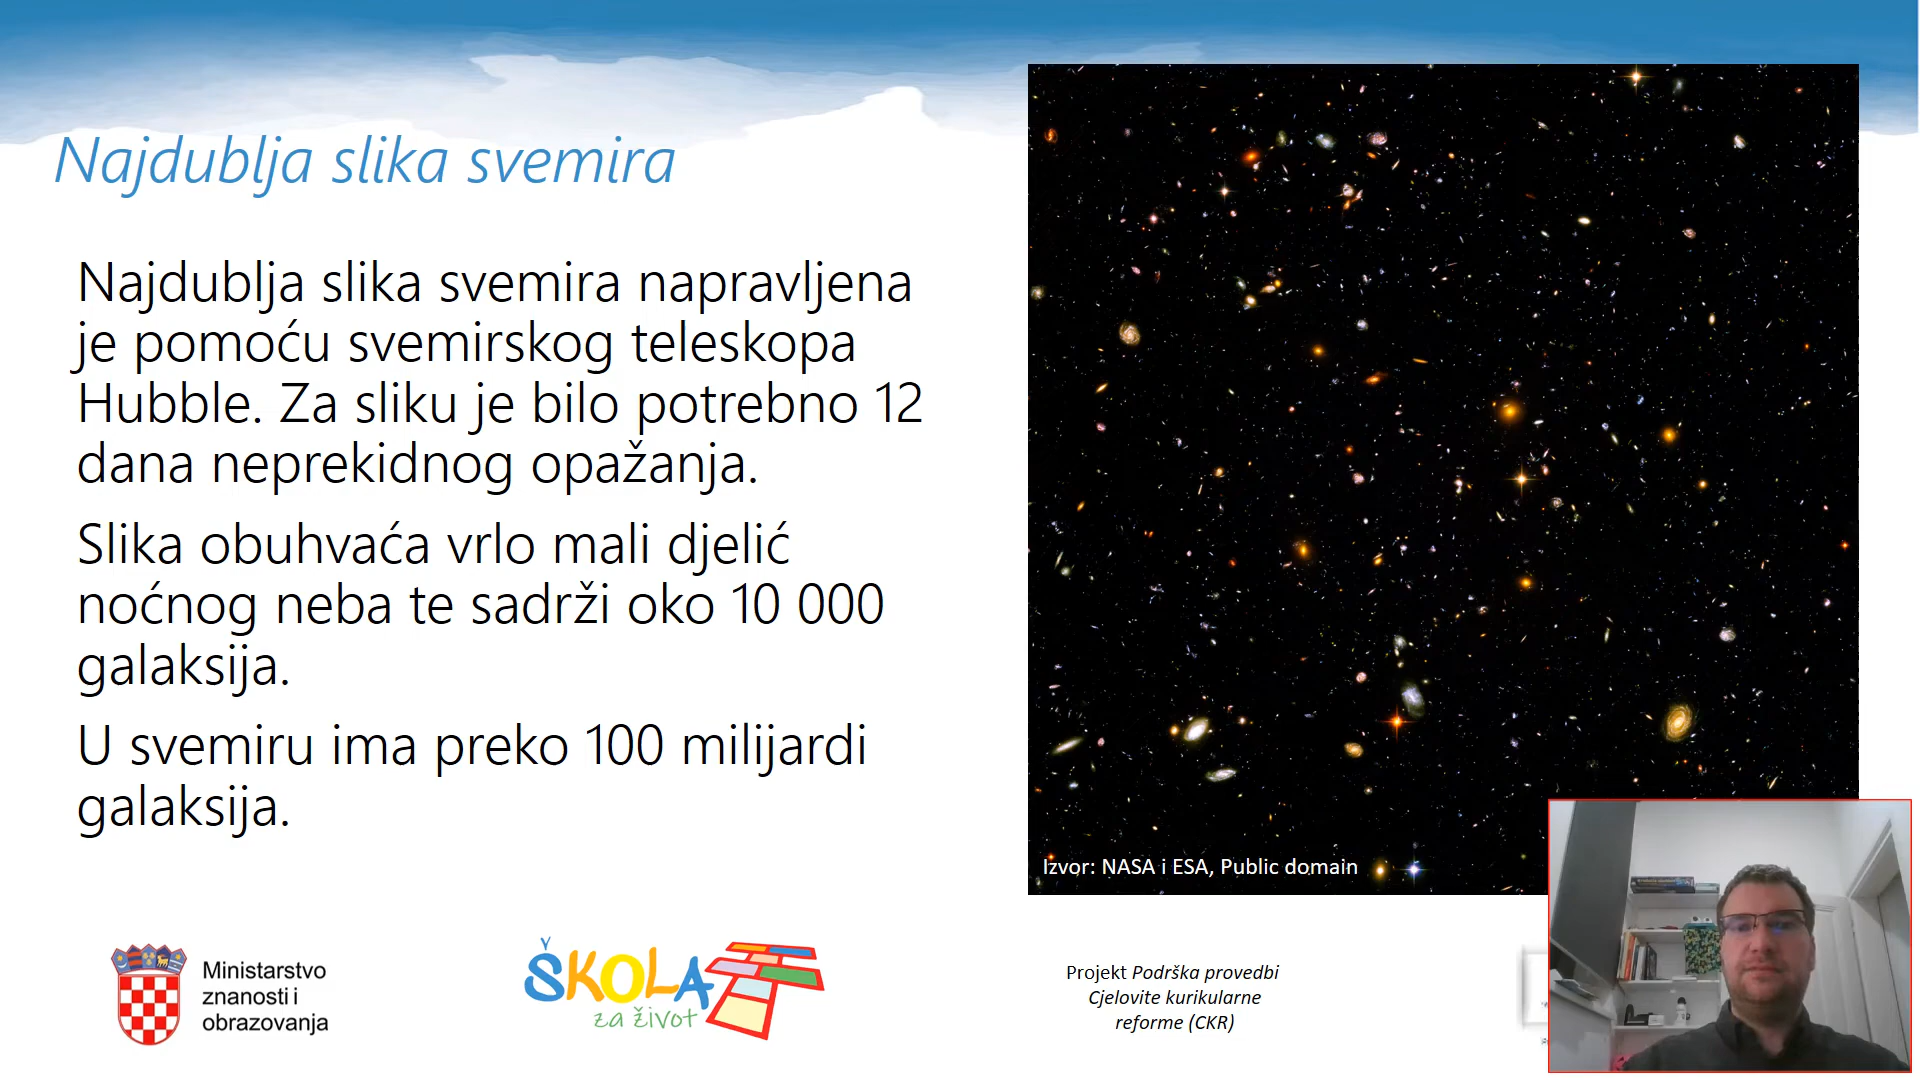 Najdublja slika svemira
Najdublja slika svemira napravljena
je pomoću svemirskog teleskopa
Hubble. Za sliku je bilo potrebno 12
dana neprekidnog opažanja.
Slika obuhvaća vrlo mali djelić
noćnog neba te sadrži oko 10 000
galaksija.
U svemiru ima preko 100 milijardi
galaksija.
Izvor: NASA i ESA, Public domain
Ministarstvo
znanosti i
obrazovanja
ŠKOLA
za život
Projekt Podrška provedbi
Cjelovite kurikularne
reforme (CKR)